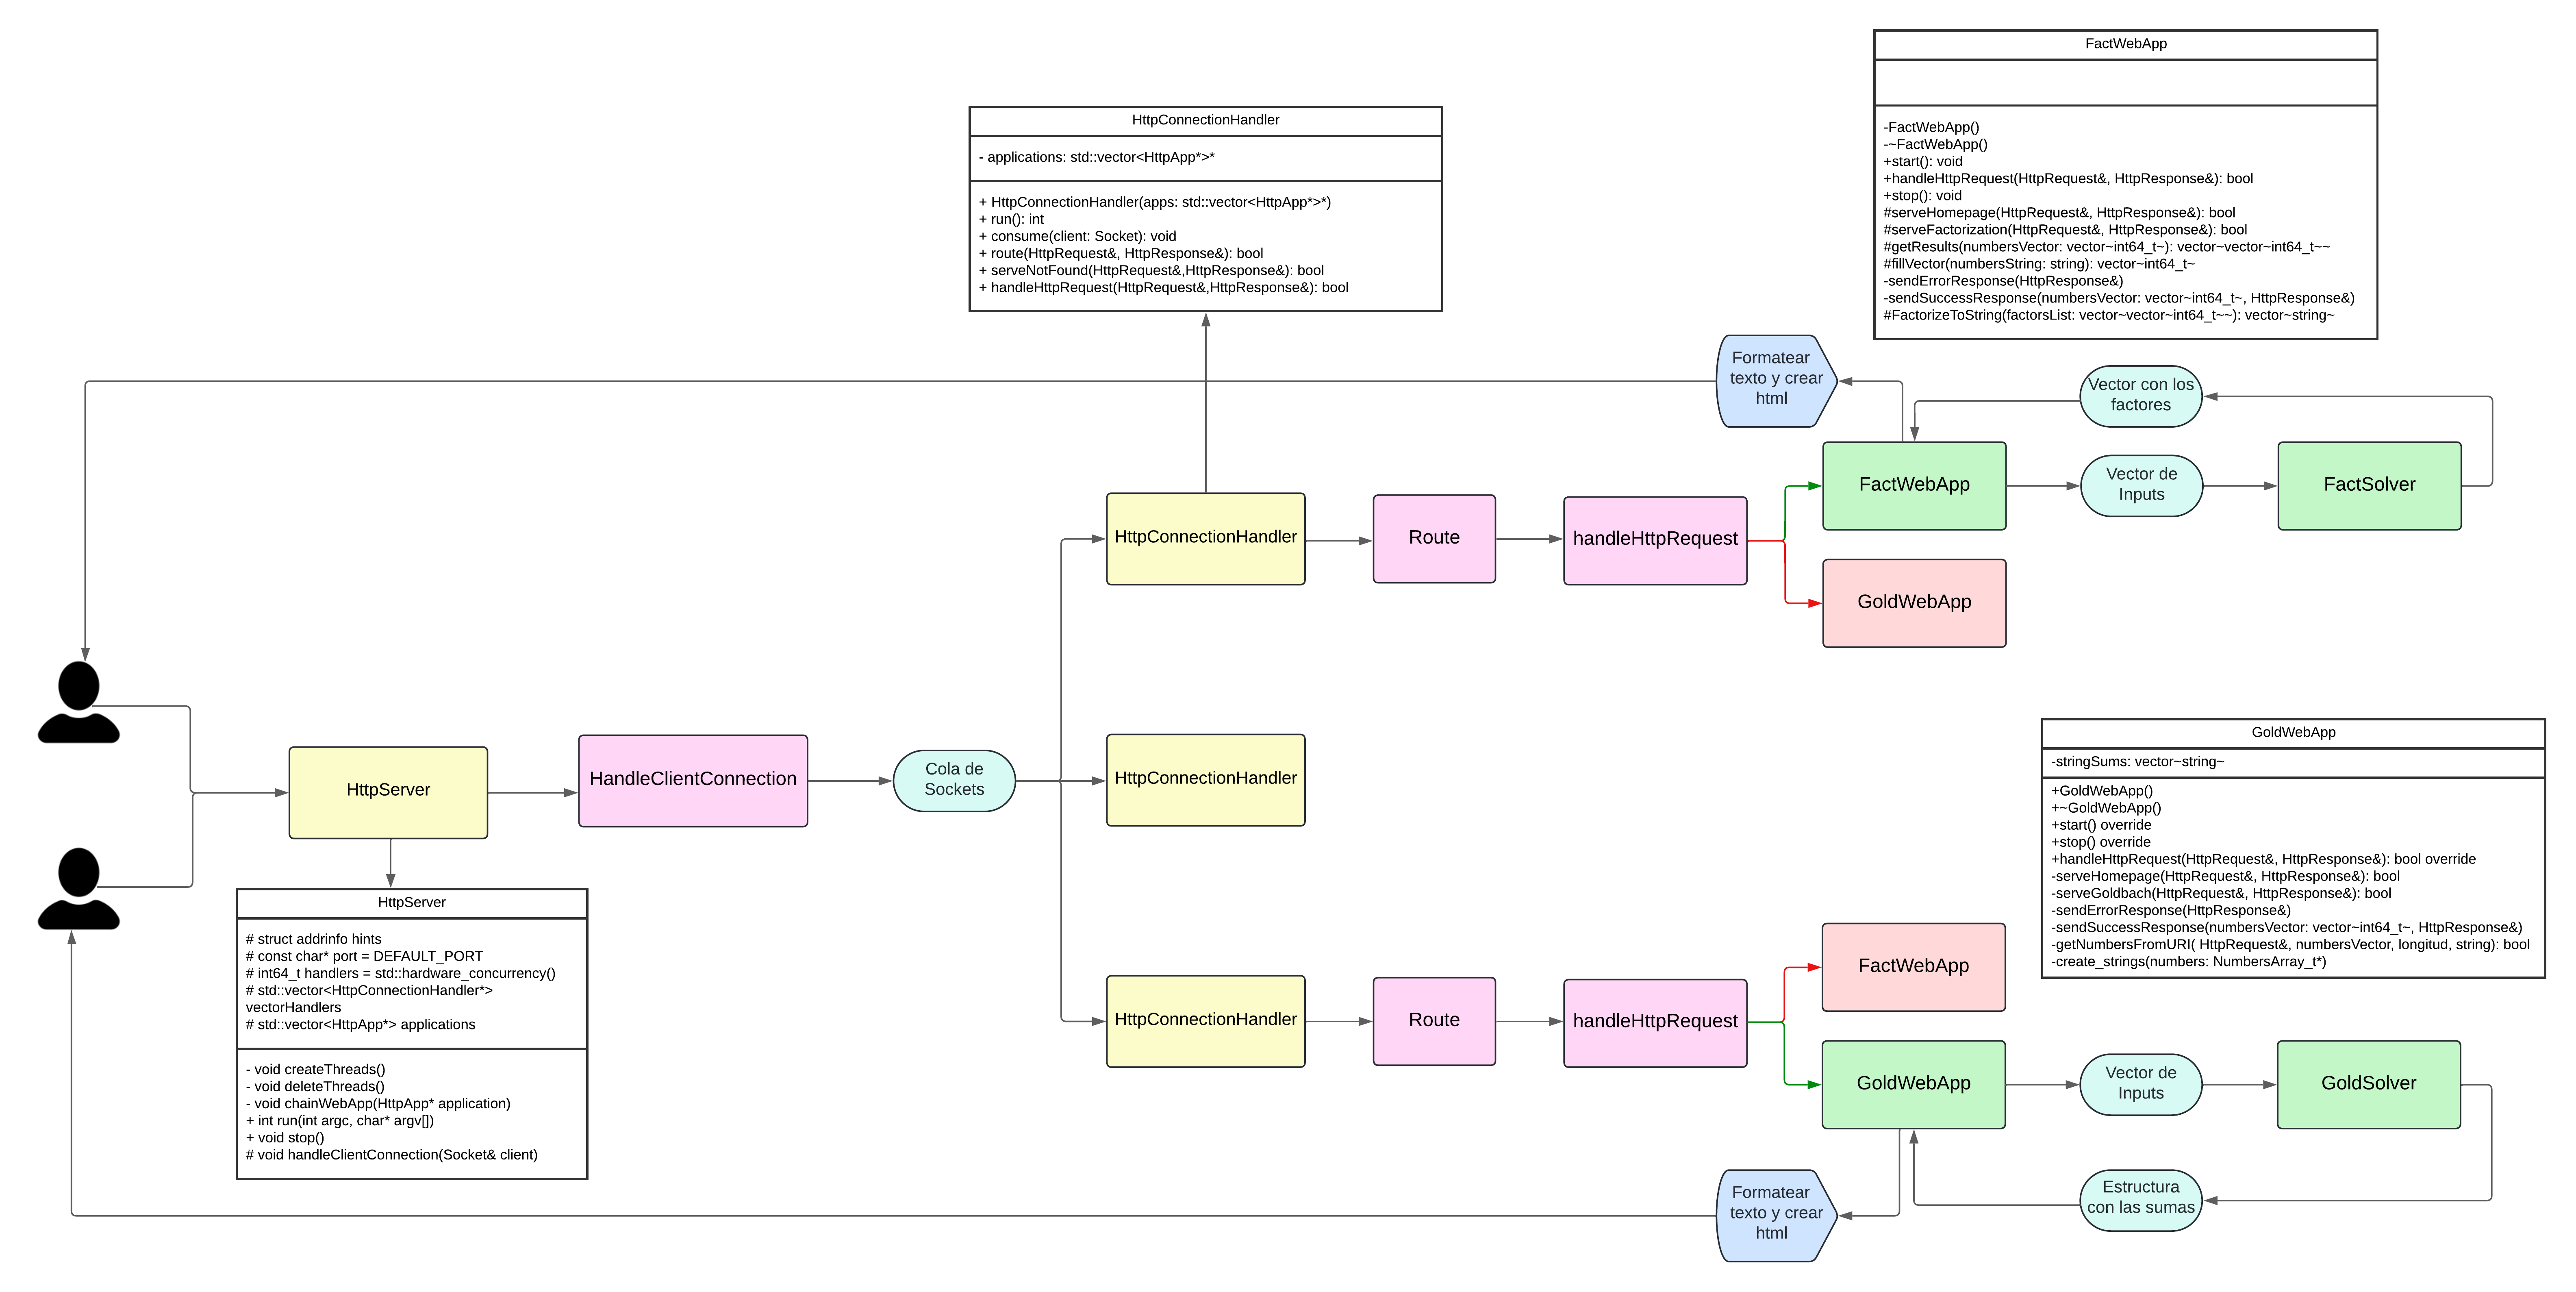 FactWebApp
-FactWebApp()
-~FactWebApp()
+start(): void
+handleHttpRequest(HttpRequest&, HttpResponse&): bool
+stop(): void
#serveHomepage(HttpRequest&, HttpResponse&): bool
#serveFactorization(HttpRequest&, HttpResponse&): bool
#getResults(numbersVector: vector~int64_t~): vector~vector~int64_t~~
#fillVector(numbersString: string): vector~int64_t~
-sendErrorResponse(HttpResponse&)
-sendSuccessResponse(numbersVector: vector~int64_t~, HttpResponse&)
#FactorizeToString(factorsList: vector~vector~int64_t~~): vector~string~
HttpConnectionHandler
- applications: std::vector<HttpApp*>*
+ HttpConnectionHandler(apps: std::vector<HttpApp*>*)
+ run(): int
+ consume(client: Socket): void
+ route(HttpRequest&, HttpResponse&): bool
+ serveNotFound(HttpRequest&,HttpResponse&): bool
+ handleHttpRequest(HttpRequest&,HttpResponse&): bool
Formatear
texto y crear
html
Vector con los
factores
FactWebApp
Vector de
Inputs
FactSolver
HttpConnectionHandler
Route
handleHttpRequest
GoldWebApp
HttpServer
HandleClientConnection
Cola de
Sockets
HttpConnectionHandler
GoldWebApp
-stringSums: vector~string~
+GoldWebApp()
+~GoldWebApp()
+start() override
+stop() override
+handleHttpRequest(HttpRequest&, HttpResponse&): bool override
-serveHomepage(HttpRequest&, HttpResponse&): bool
-serveGoldbach(HttpRequest&, HttpResponse&): bool
-sendErrorResponse(HttpResponse&)
-sendSuccessResponse(numbersVector: vector~int64_t~, HttpResponse&)
-getNumbersFromURI( HttpRequest&, numbersVector, longitud, string): bool
-create_strings(numbers: NumbersArray_t*)
HttpServer
# struct addrinfo hints
# const char* port = DEFAULT_PORT
# int64_t handlers = std::hardware_concurrency()
# std::vector<HttpConnectionHandler*>
vectorHandlers
# std::vector<HttpApp*> applications
- void createThreads()
- void deleteThreads()
- void chainWebApp(HttpApp* application)
+ int run(int argc, char* argv[])
+ void stop()
# void handleClientConnection(Socket& client)
HttpConnectionHandler
Route
handleHttpRequest
FactWebApp
GoldWebApp
Vector de
Inputs
GoldSolver
Formatear
texto y crear
html
Estructura
con las sumas